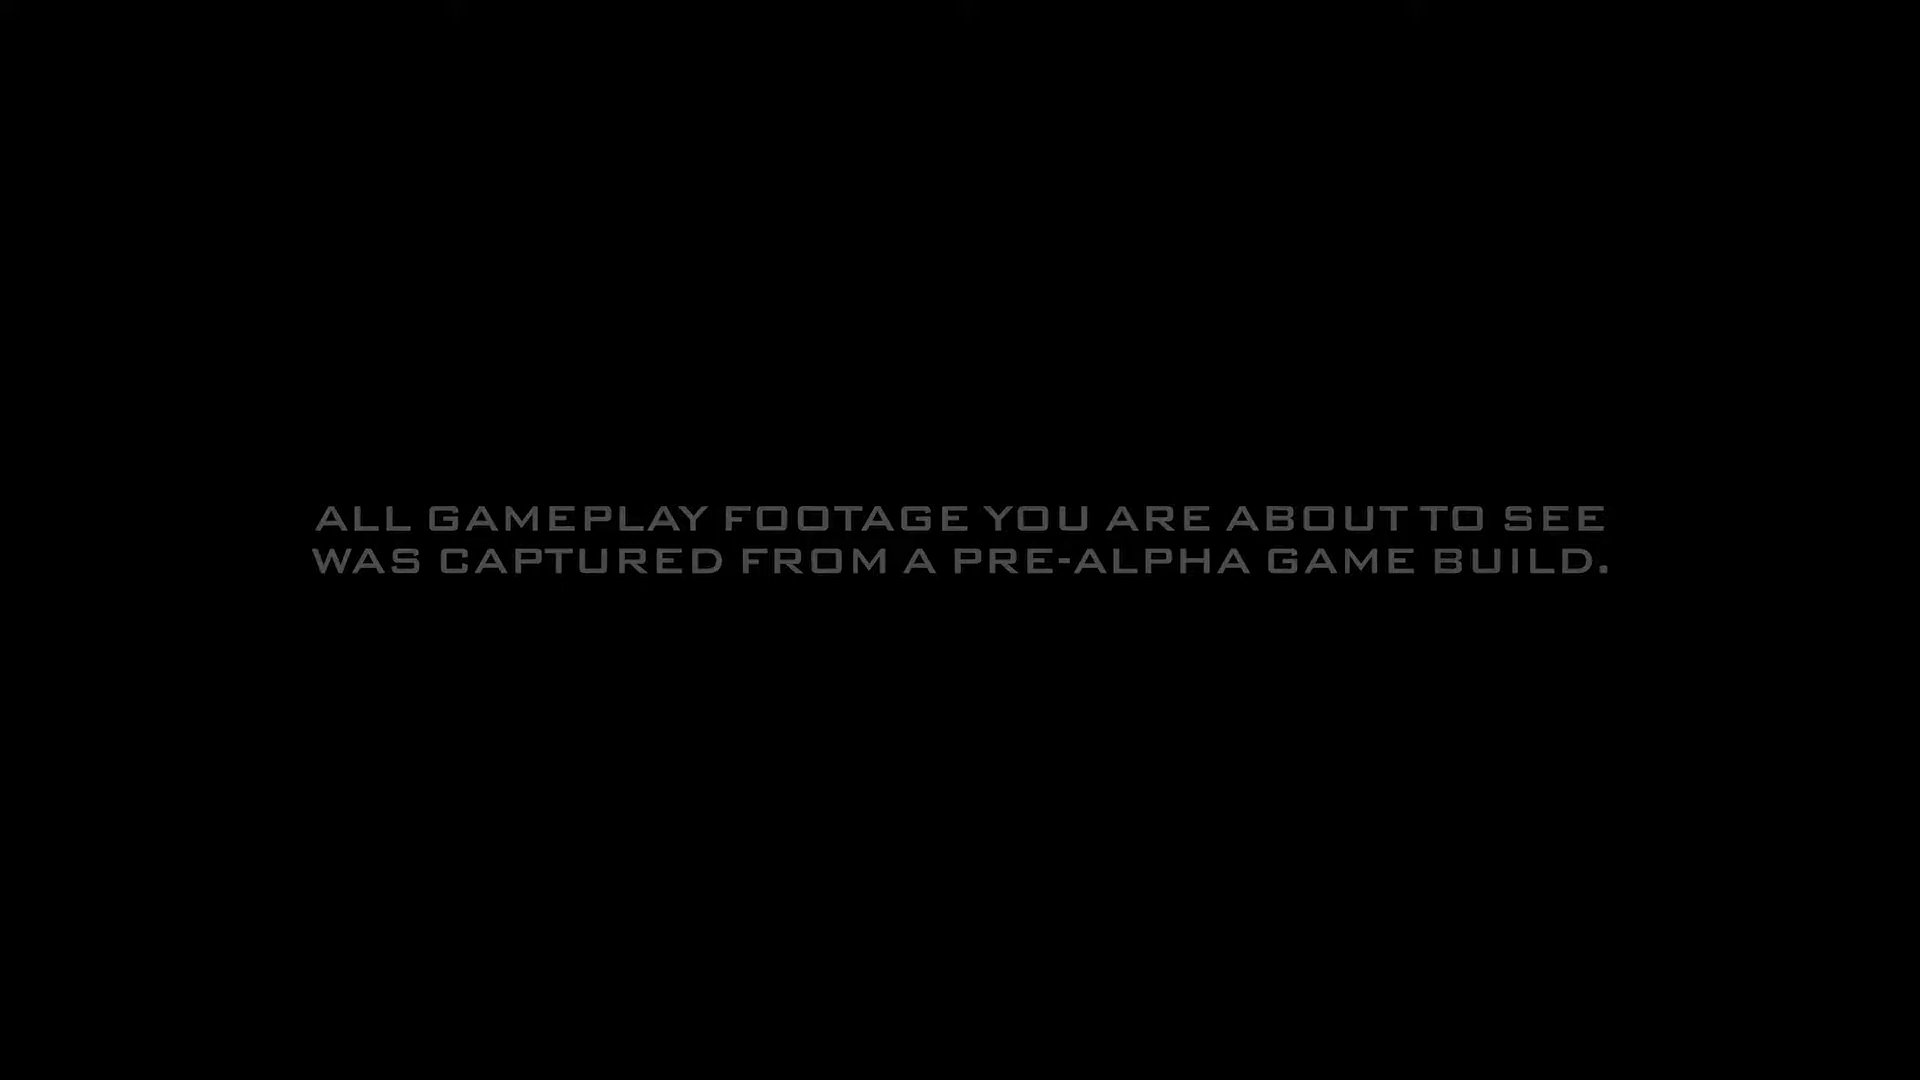 ALL GAMEPLAY FOOTAGE YOU ARE ABOUT TO SEE
WAS CAPTURED FROM A PRE-ALPHA GAME BUILD.